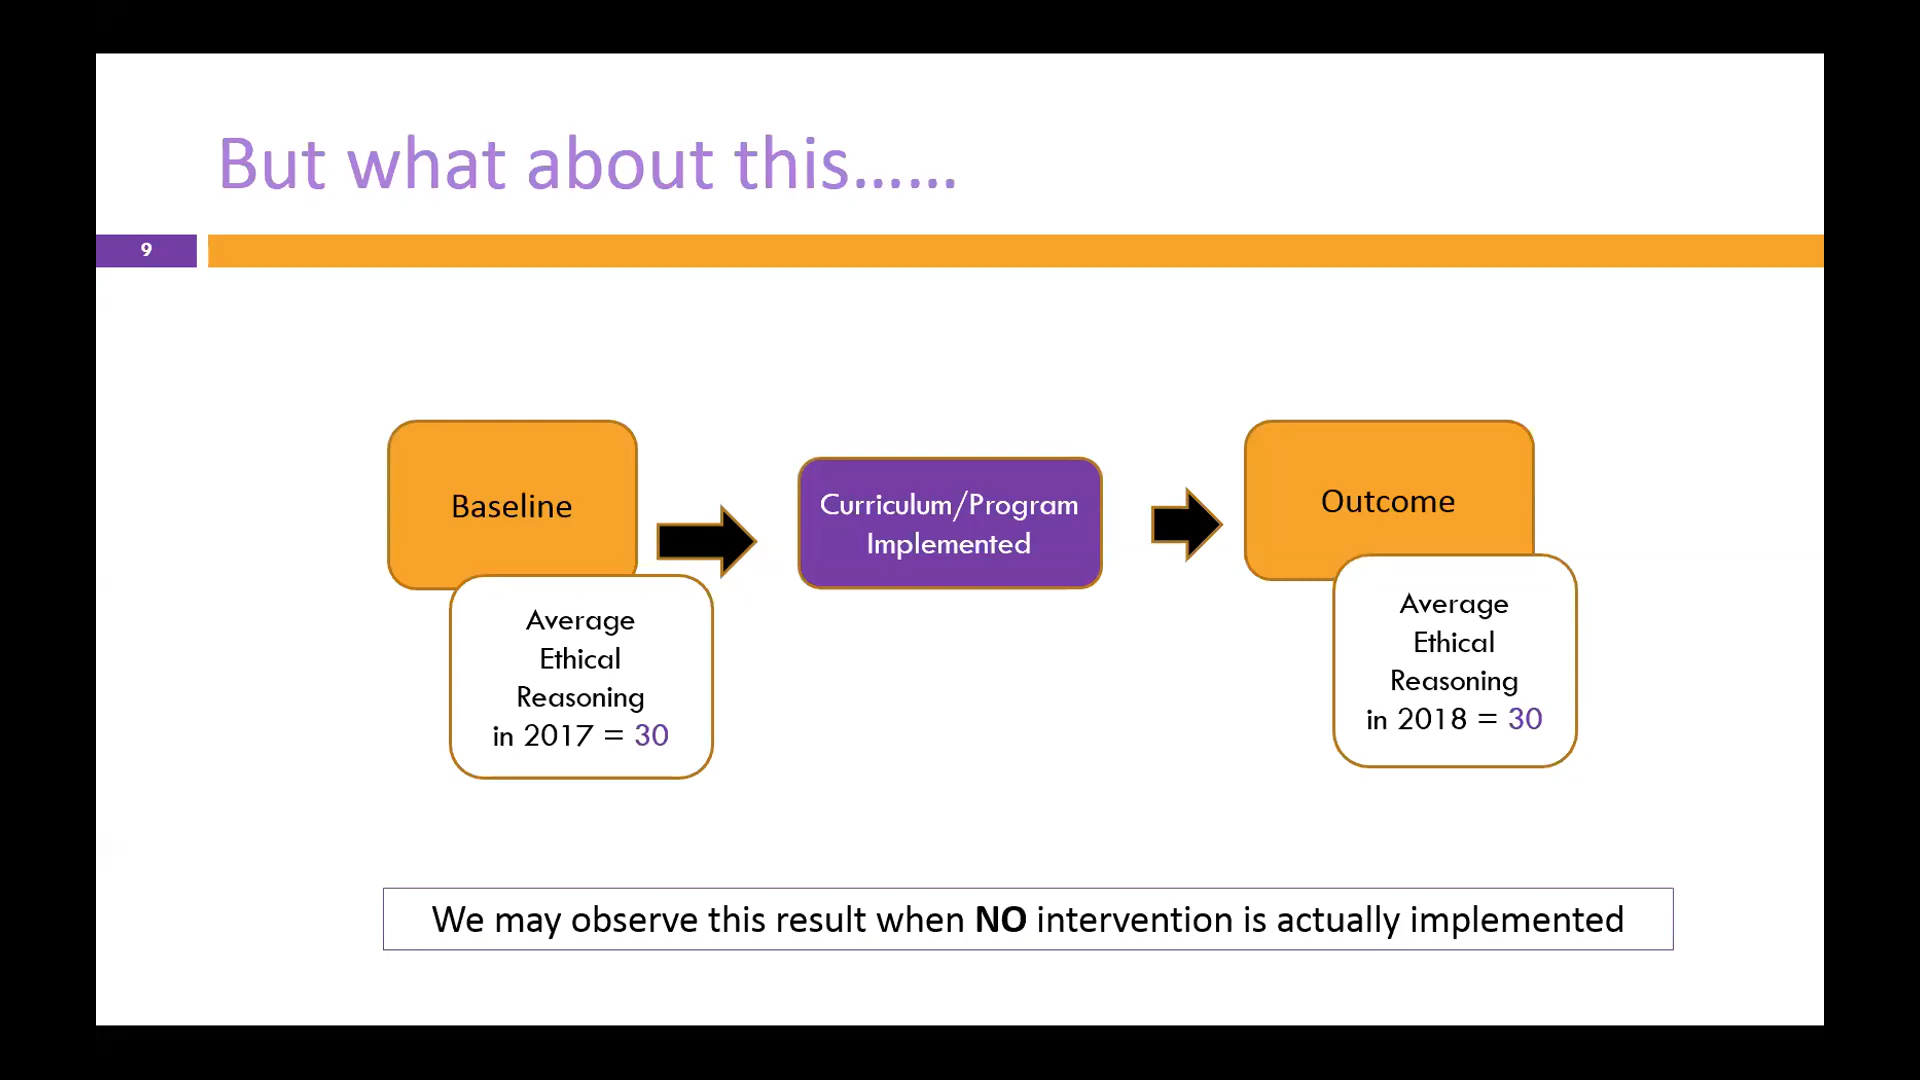 But what about this......
9
Baseline
Curriculum/Program
Implemented
Outcome
Average
Ethical
Reasoning
in 2017 = 30
Average
Ethical
Reasoning
in 2018 = 30
We may observe this result when NO intervention is actually implemented